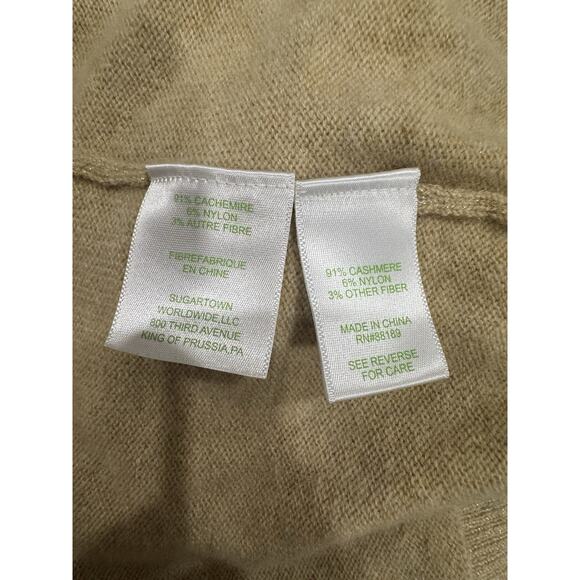 91% CACHEMIRE
6% NYLON
3% AUTRE FIBRE
FIBREFABRIQUE
EN CHINE
SUGARTOWN
WORLDWIDE,LLC
800 THIRD AVENUE
KING OF PRUSSIA,PA
91% CASHMERE
6% NYLON
3% OTHER FIBER
MADE IN CHINA
RN#88189
SEE REVERSE
FOR CARE